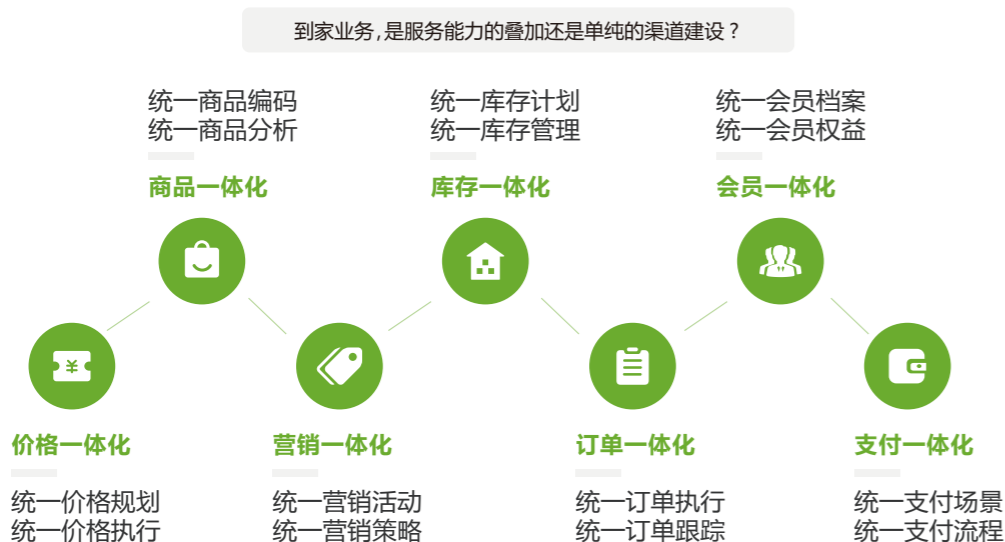 到家业务,是服务能力的叠加还是单纯的渠道建设?
统一商品编码
统一商品分析
商品一体化
统一库存计划
统一库存管理
库存一体化
统一会员档案
统一会员权益
会员一体化
¥
价格一体化
统一价格规划
统一价格执行
营销一体化
统一营销活动
统一营销策略
订单一体化
统一订单执行
统一订单跟踪
支付一体化
统一支付场景
统一支付流程